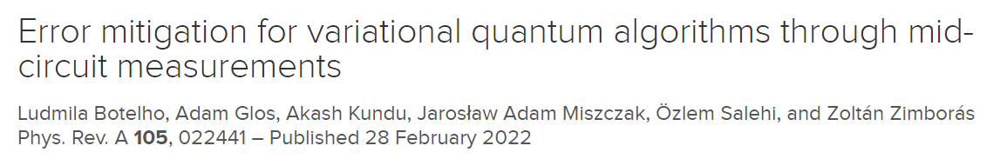 Error mitigation for variational quantum algorithms through mid-
circuit measurements
Ludmila Botelho, Adam Glos, Akash Kundu, Jarosław Adam Miszczak, Özlem Salehi, and Zoltán Zimborás
Phys. Rev. A 105, 022441 – Published 28 February 2022